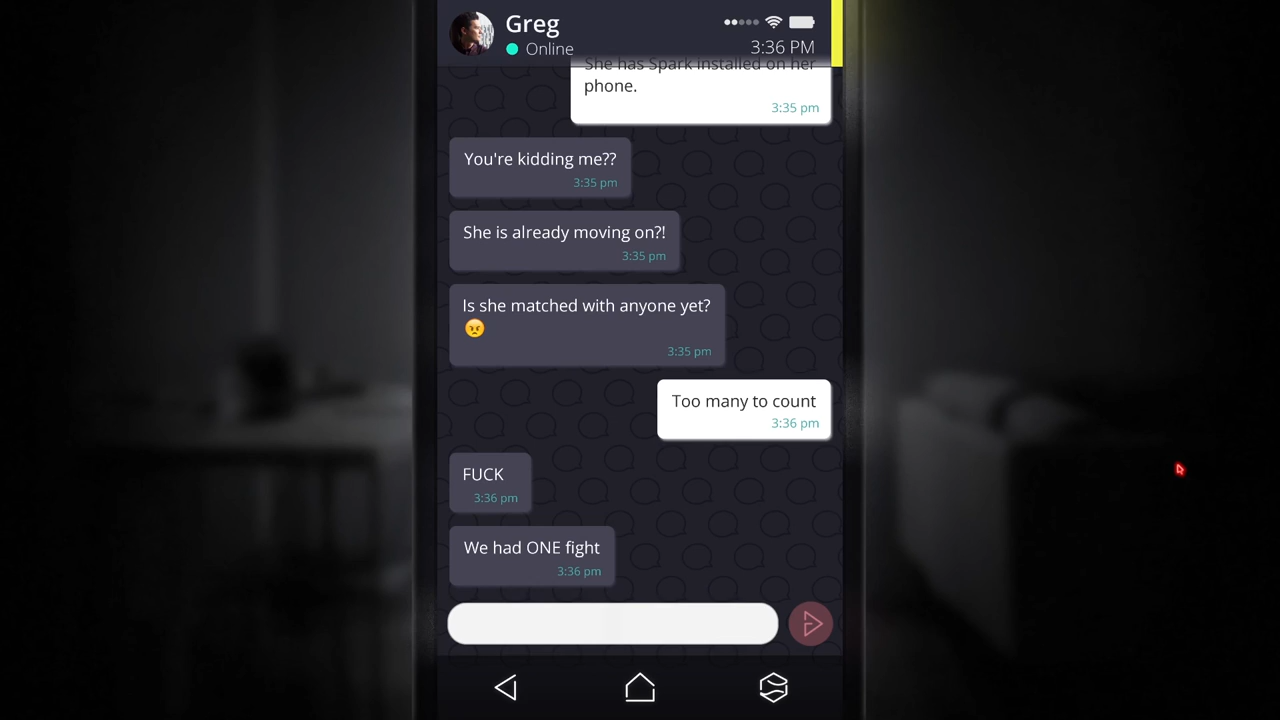 Greg
Online
3:36 PM
She has Spark installed on her
phone.
3:35 pm
You're kidding me??
3:35 pm
She is already moving on?!
3:35 pm
Is she matched with anyone yet?
😠
3:35 pm
Too many to count
3:36 pm
FUCK
3:36 pm
We had ONE fight
3:36 pm